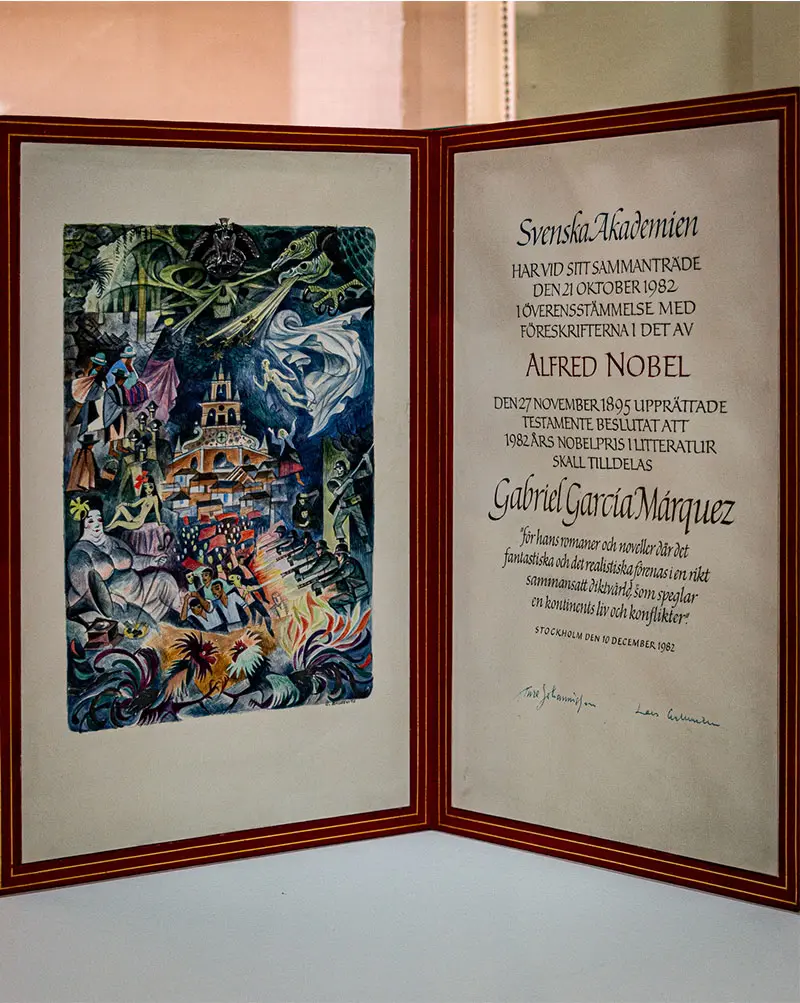 Svenska Akademien
HAR VID SITT SAMMANTRÄDE
DEN 21 OKTOBER 1982
I ÖVERENSSTÄMMELSE MED
FÖRESKRIFTERNA I DET AV
ALFRED NOBEL
DEN 27 NOVEMBER 1895 UPPRÄTTADE
TESTAMENTE BESLUTAT ATT
1982 ÅRS NOBELPRIS I LITTERATUR
SKALL TILLDELAS
Gabriel García Márquez
"för hans romaner och noveller där det
fantastiska och det realistiska förenas i en rikt
sammansatt diktvärld, som speglar
en kontinents liv och konflikter".
STOCKHOLM DEN 10 DECEMBER 1982
Lars